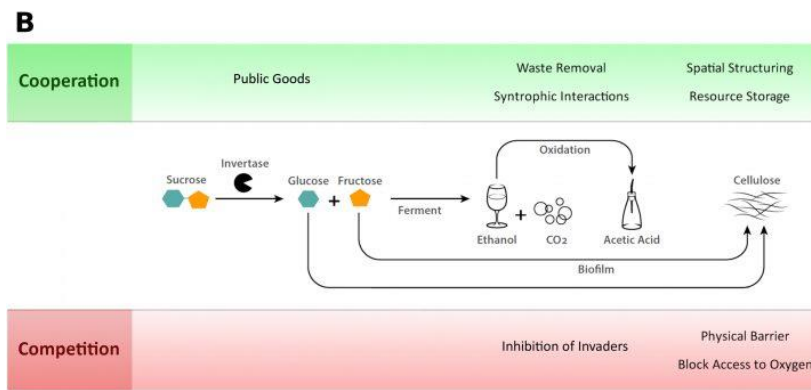 B
Cooperation
Public Goods
Waste Removal
Syntrophic Interactions
Spatial Structuring
Resource Storage
Sucrose
Invertase
Glucose
+
Fructose
Ferment
Oxidation
Ethanol
+
CO2
Acetic Acid
Cellulose
Biofilm
Competition
Inhibition of Invaders
Physical Barrier
Block Access to Oxygen